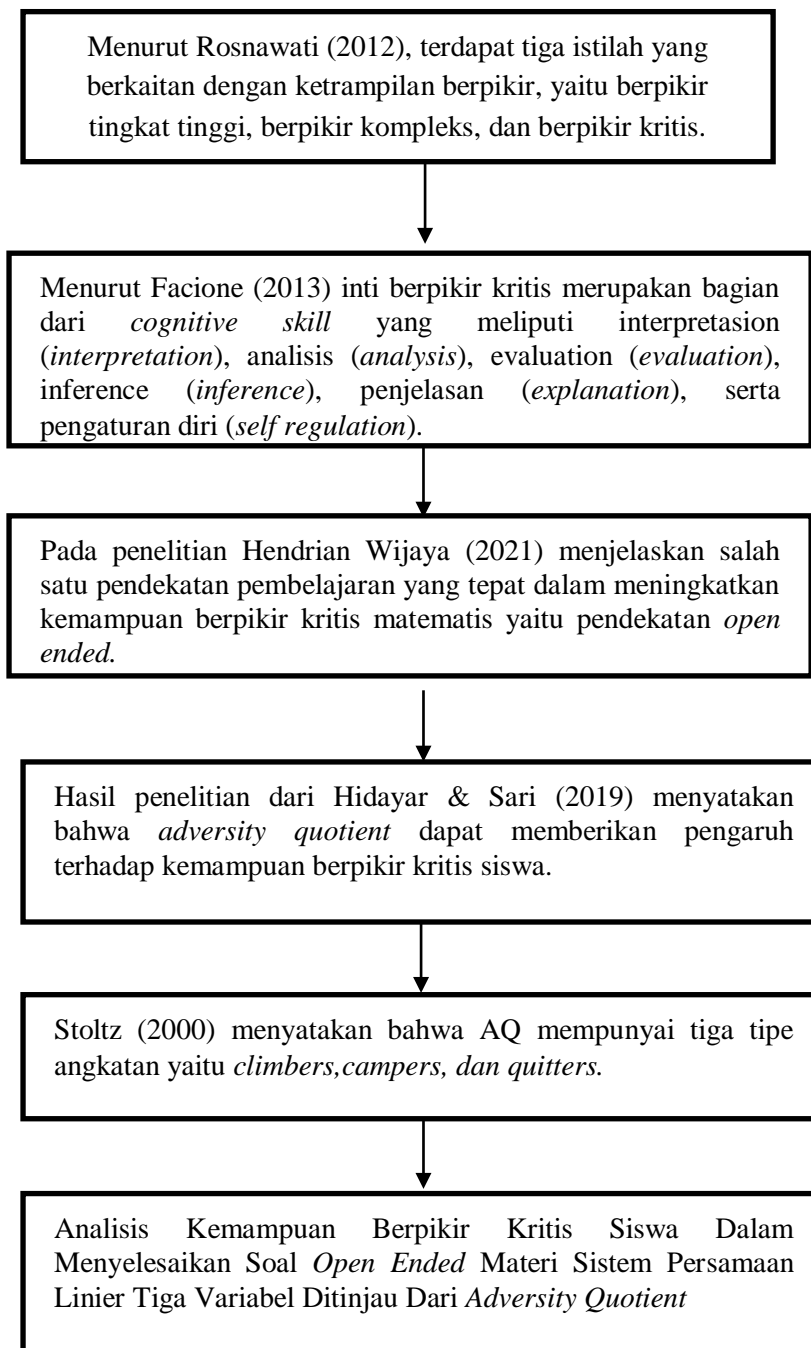 Menurut Rosnawati (2012), terdapat tiga istilah yang
berkaitan dengan ketrampilan berpikir, yaitu berpikir
tingkat tinggi, berpikir kompleks, dan berpikir kritis.
Menurut Facione (2013) inti berpikir kritis merupakan bagian
dari cognitive skill yang meliputi interpretasion
(interpretation), analisis (analysis), evaluation (evaluation),
inference (inference), penjelasan (explanation), serta
pengaturan diri (self regulation).
Pada penelitian Hendrian Wijaya (2021) menjelaskan salah
satu pendekatan pembelajaran yang tepat dalam meningkatkan
kemampuan berpikir kritis matematis yaitu pendekatan open
ended.
Hasil penelitian dari Hidayar & Sari (2019) menyatakan
bahwa adversity quotient dapat memberikan pengaruh
terhadap kemampuan berpikir kritis siswa.
Stoltz (2000) menyatakan bahwa AQ mempunyai tiga tipe
angkatan yaitu climbers,campers, dan quitters.
Analisis Kemampuan Berpikir Kritis Siswa Dalam
Menyelesaikan Soal Open Ended Materi Sistem Persamaan
Linier Tiga Variabel Ditinjau Dari Adversity Quotient